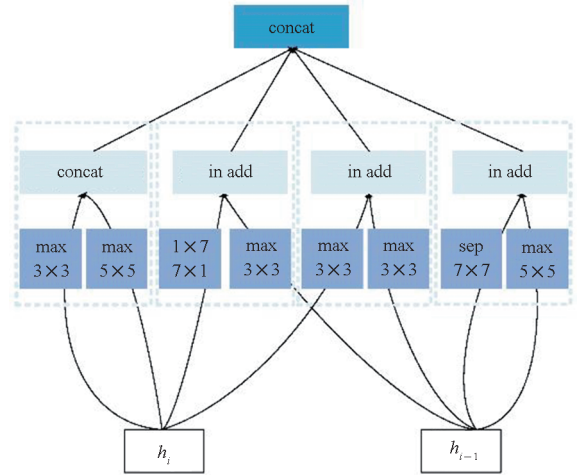 concat
concat
in add
in add
in add
max
3×3
max
5×5
1×7
7×1
max
3×3
max
3×3
max
3×3
sep
7×7
max
5×5
h_i
h_{i-1}